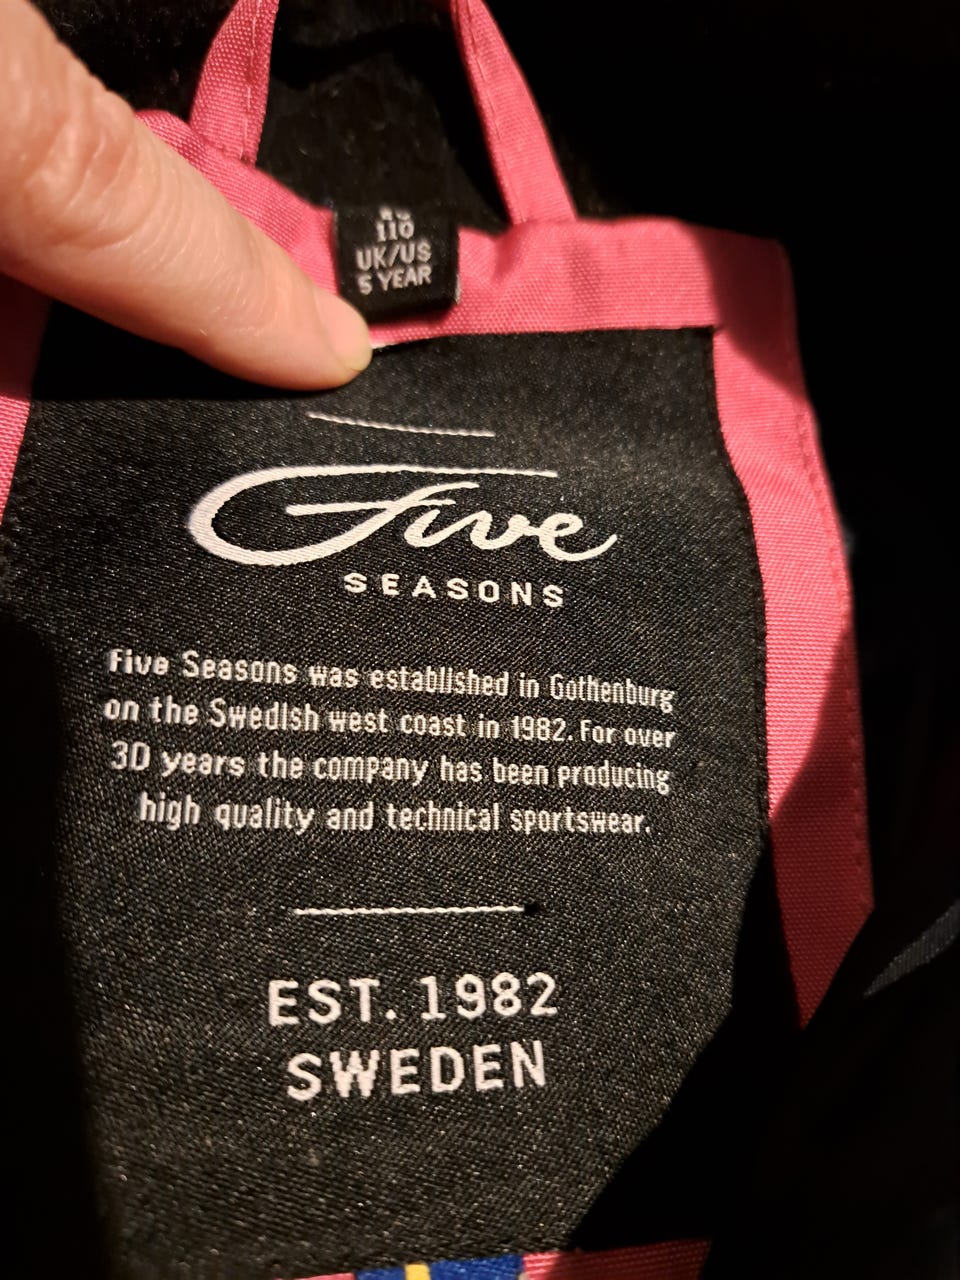 110
UK/US
5 YEAR
Five
SEASONS
Five Seasons was established in Gothenburg
on the Swedish west coast in 1982. For over
30 years the company has been producing
high quality and technical sportswear.
EST. 1982
SWEDEN